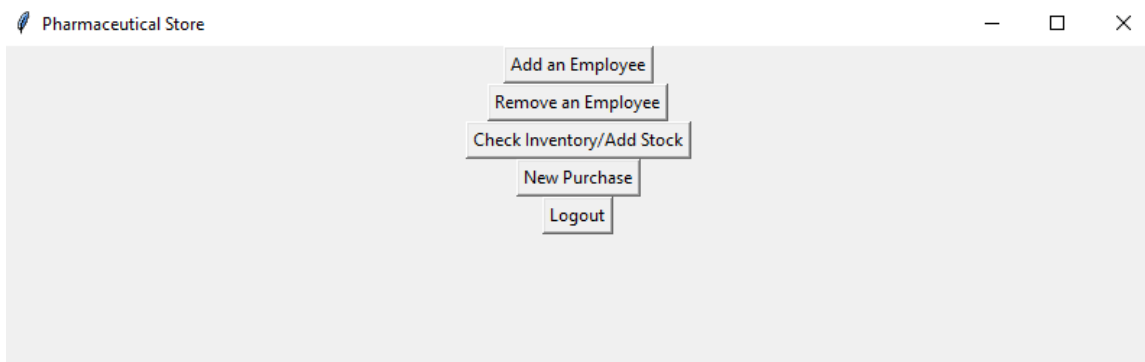 Pharmaceutical Store
Add an Employee
Remove an Employee
Check Inventory/Add Stock
New Purchase
Logout